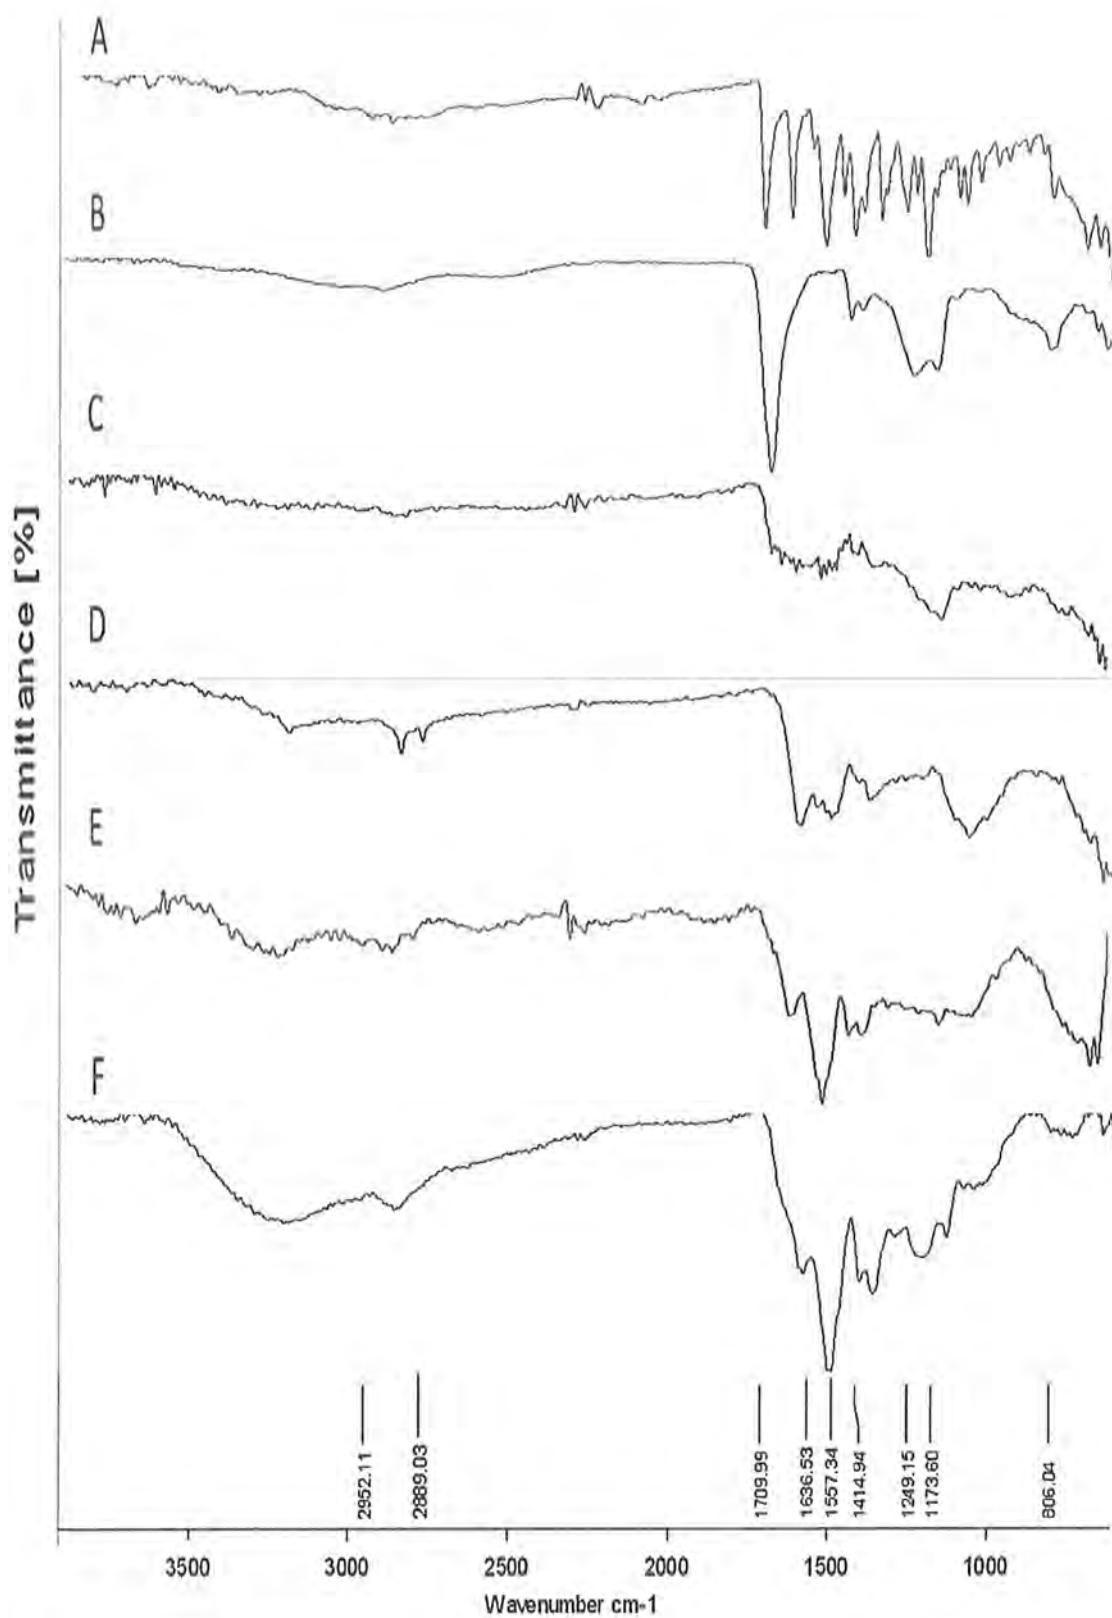 A
B
C
D
E
F
Transmittance [%]
2952.11
2889.03
1709.99
1636.53
1557.34
1414.94
1249.15
1173.60
806.04
3500 3000 2500 2000 1500 1000
Wavenumber cm-1